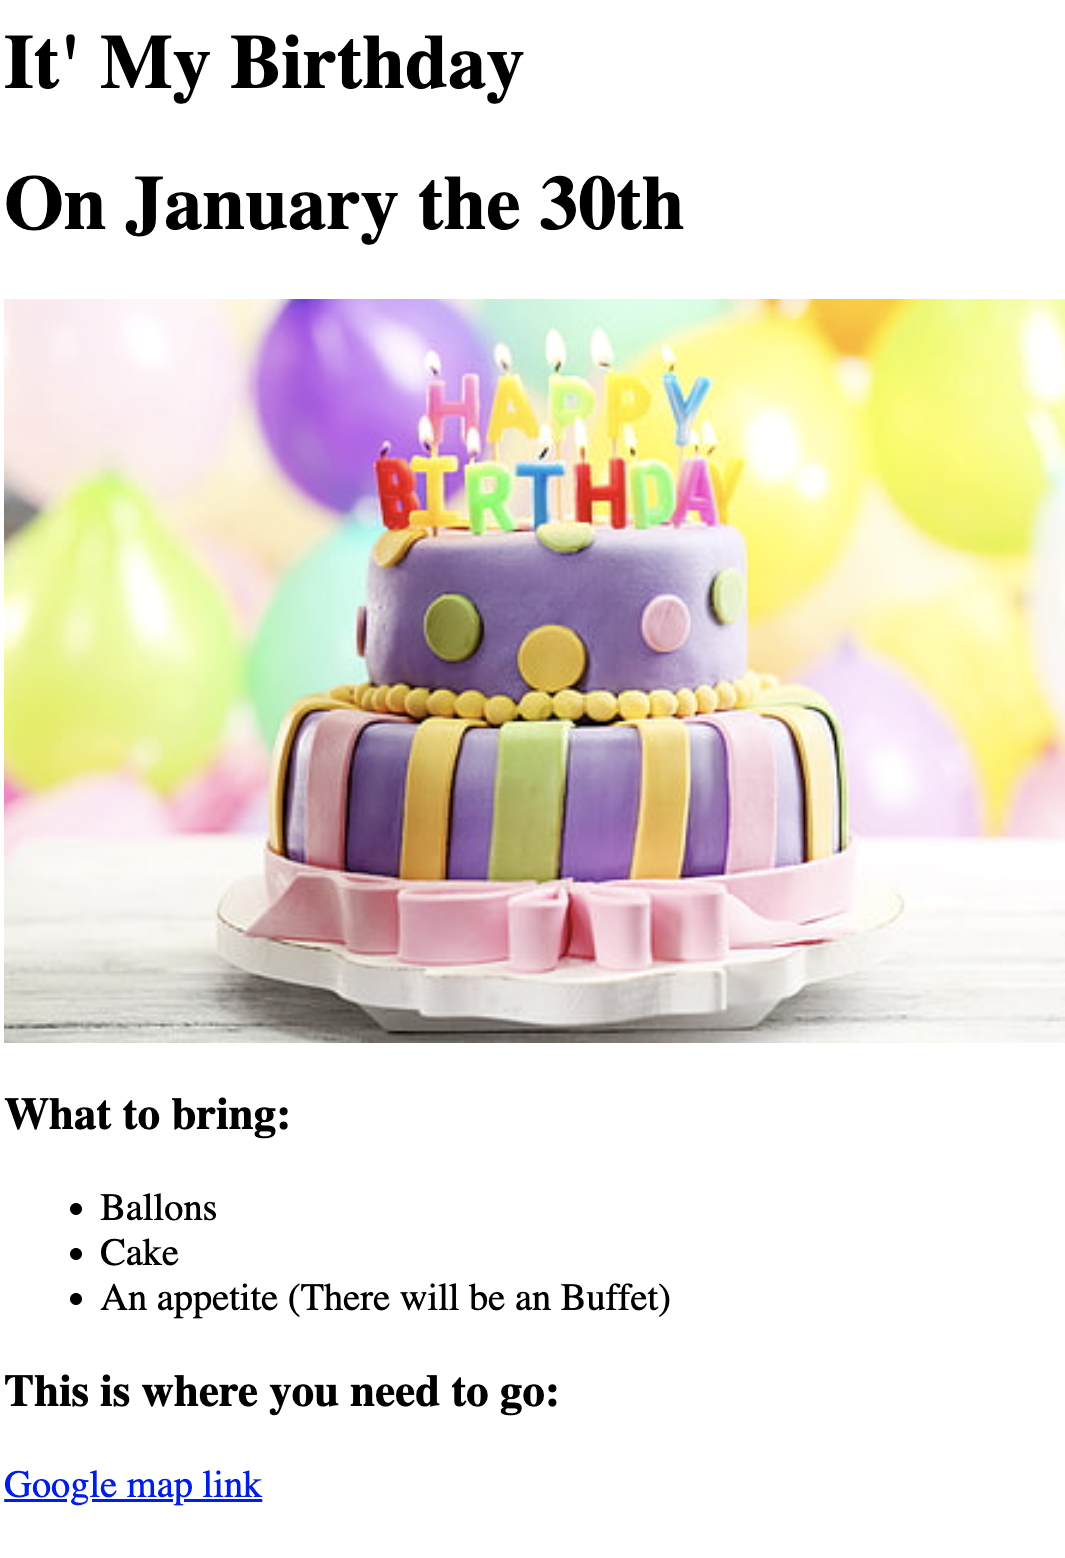 It' My Birthday
On January the 30th
HAPPY
BIRTHDAY
What to bring:
Ballons
Cake
An appetite (There will be an Buffet)
This is where you need to go:
Google map link